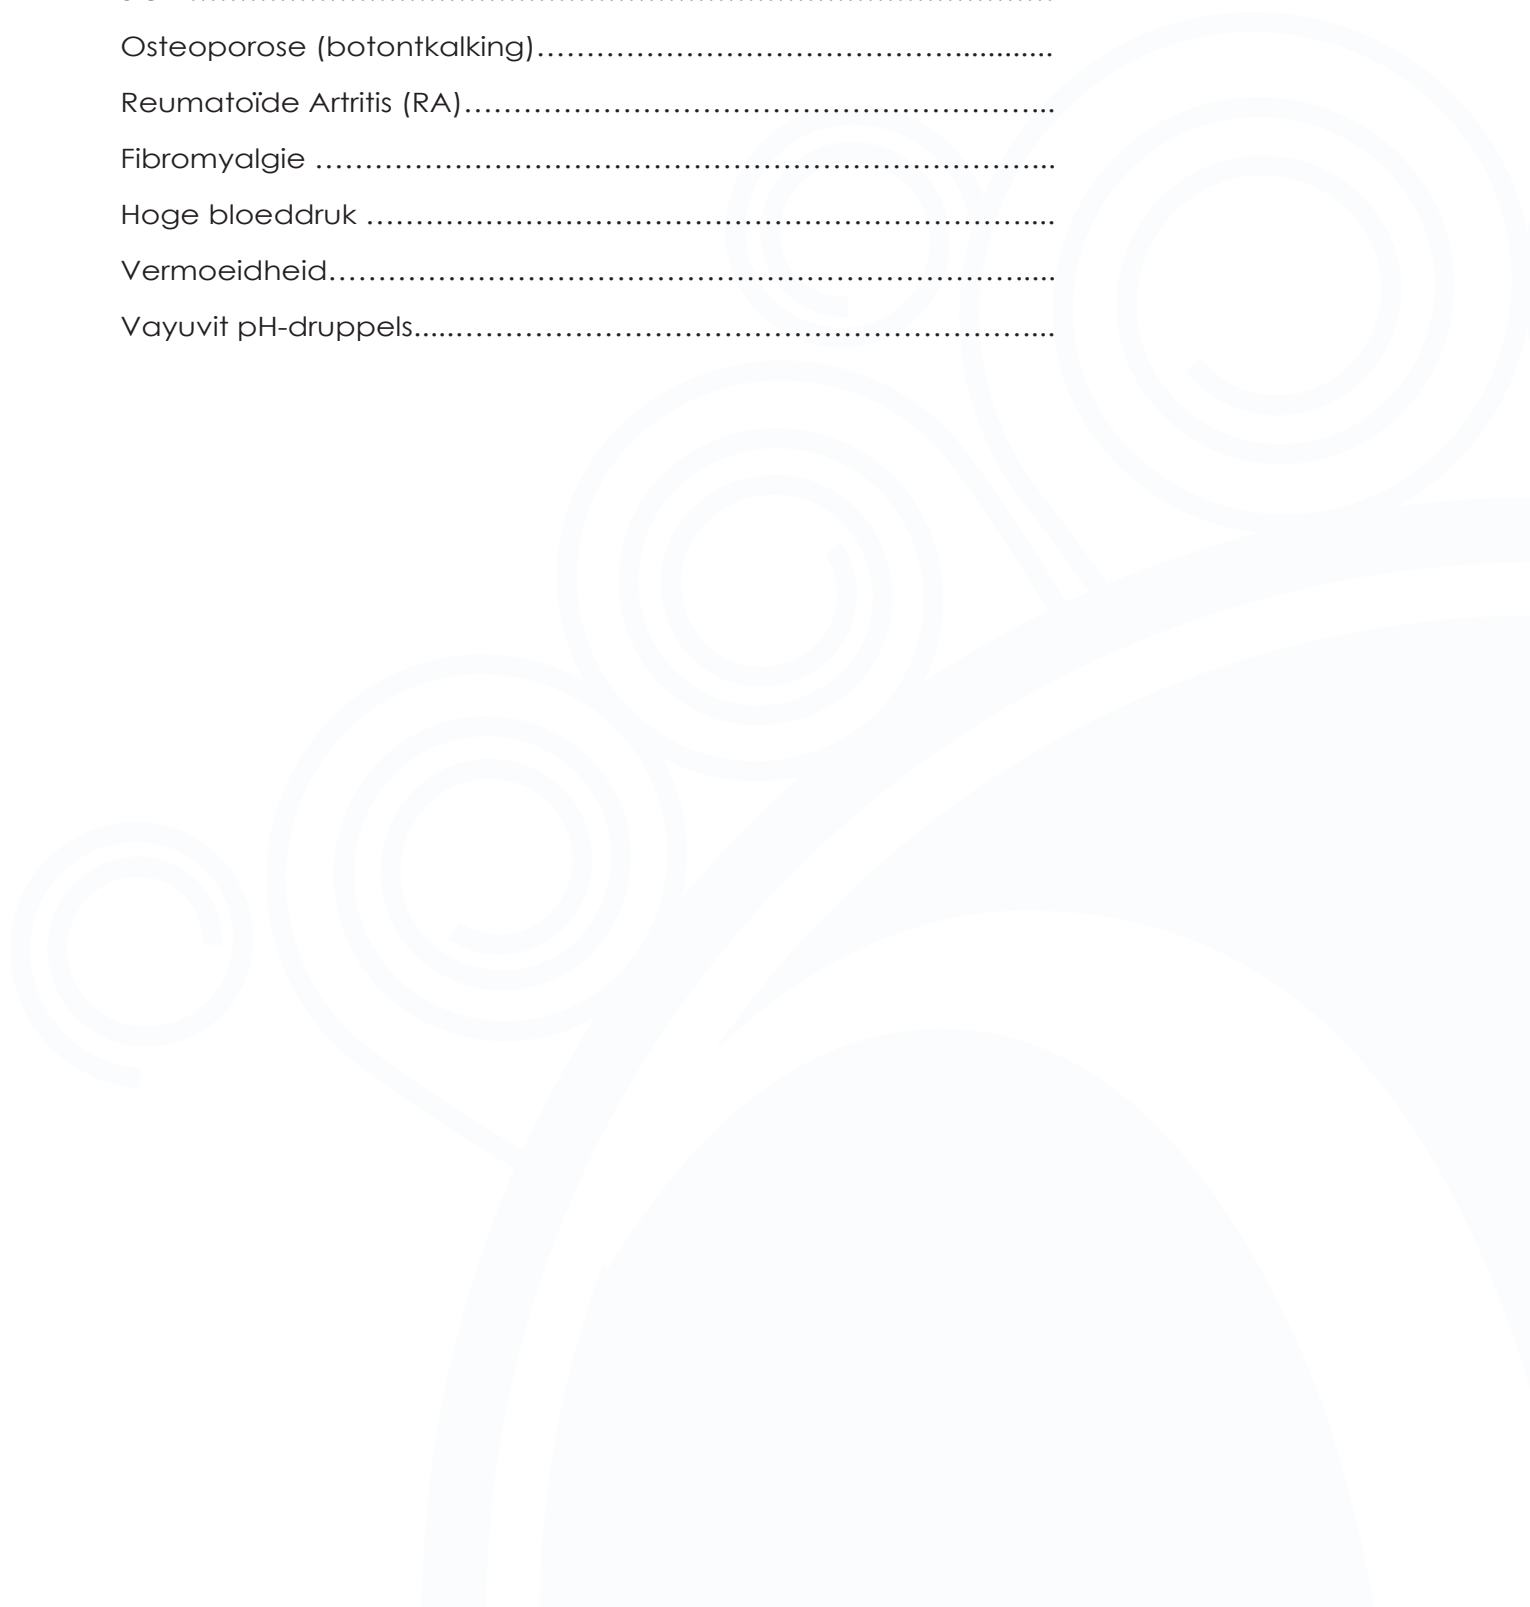 Osteoporose (botontkalking)……………………………………............
Reumatoïde Artritis (RA)…………………………………………………...
Fibromyalgie ………………………………………………………………...
Hoge bloeddruk …………………………………………………………....
Vermoeidheid…………………………………………………………….....
Vayuvit pH-druppels.....…………………………………………………....